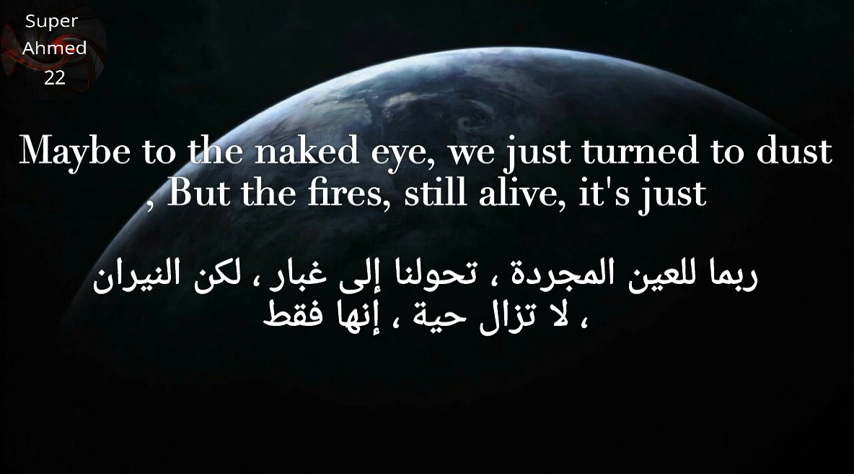 Super
Ahmed
22
Maybe to the naked eye, we just turned to dust
, But the fires, still alive, it's just
ربما للعين المجردة ، تحولنا إلى غبار ، لكن النيران
، لا تزال حية ، إنها فقط